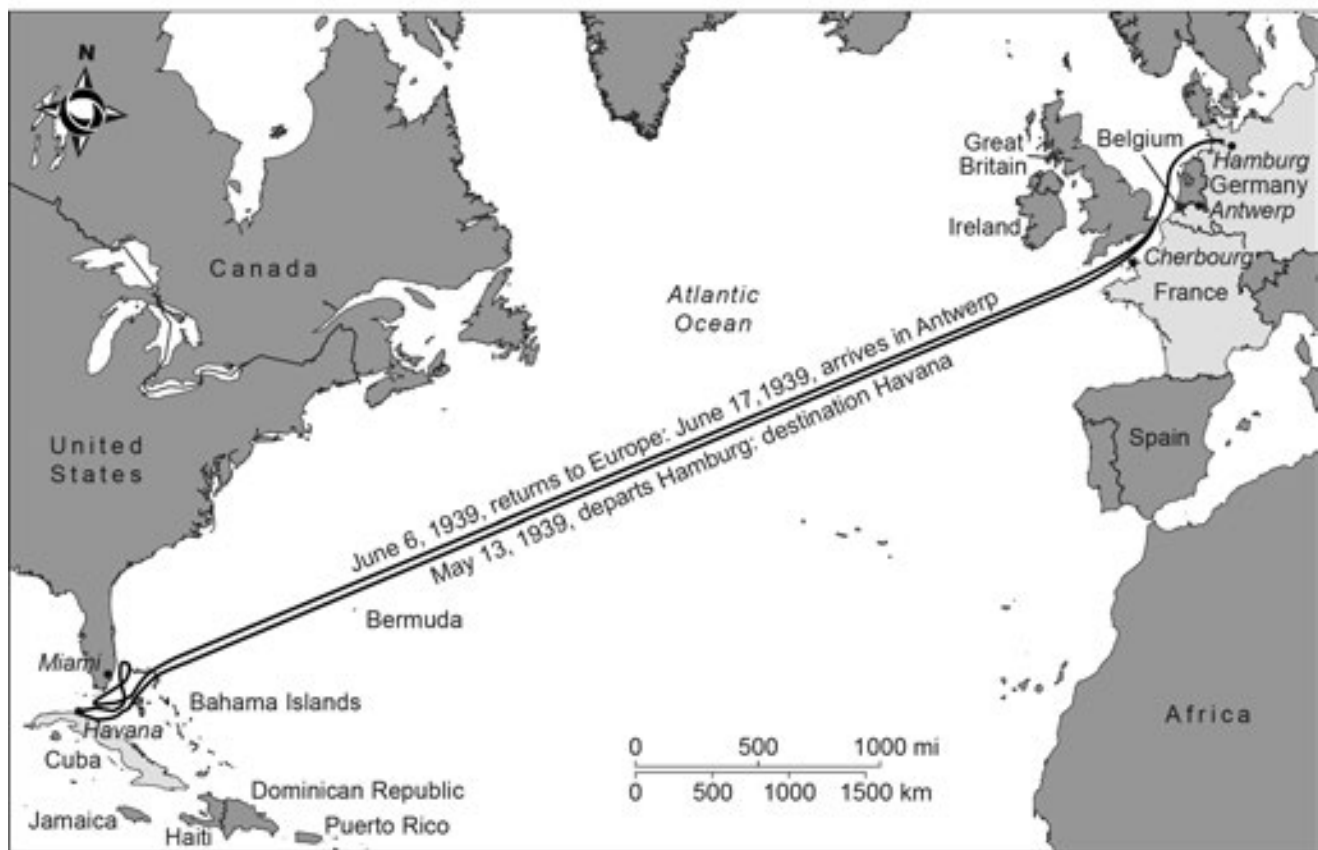 N
Canada
United
States
Atlantic
Ocean
Great
Britain
Ireland
Belgium
Hamburg
Germany
Antwerp
Cherbourg
France
Spain
June 6, 1939, returns to Europe: June 17,1939, arrives in Antwerp
May 13, 1939, departs Hamburg: destination Havana
Bermuda
Miami
Bahama Islands
Havana
Cuba
Africa
Dominican Republic
Jamaica
Haiti
Puerto Rico
0 500 1000 mi
0 500 1000 1500 km